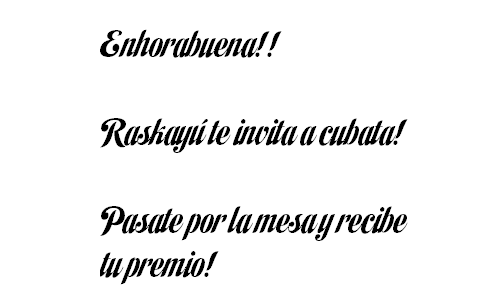 Enhorabuena!!
Raskayú te invita a cubata!
Pasate por la mesa y recibe
tu premio!